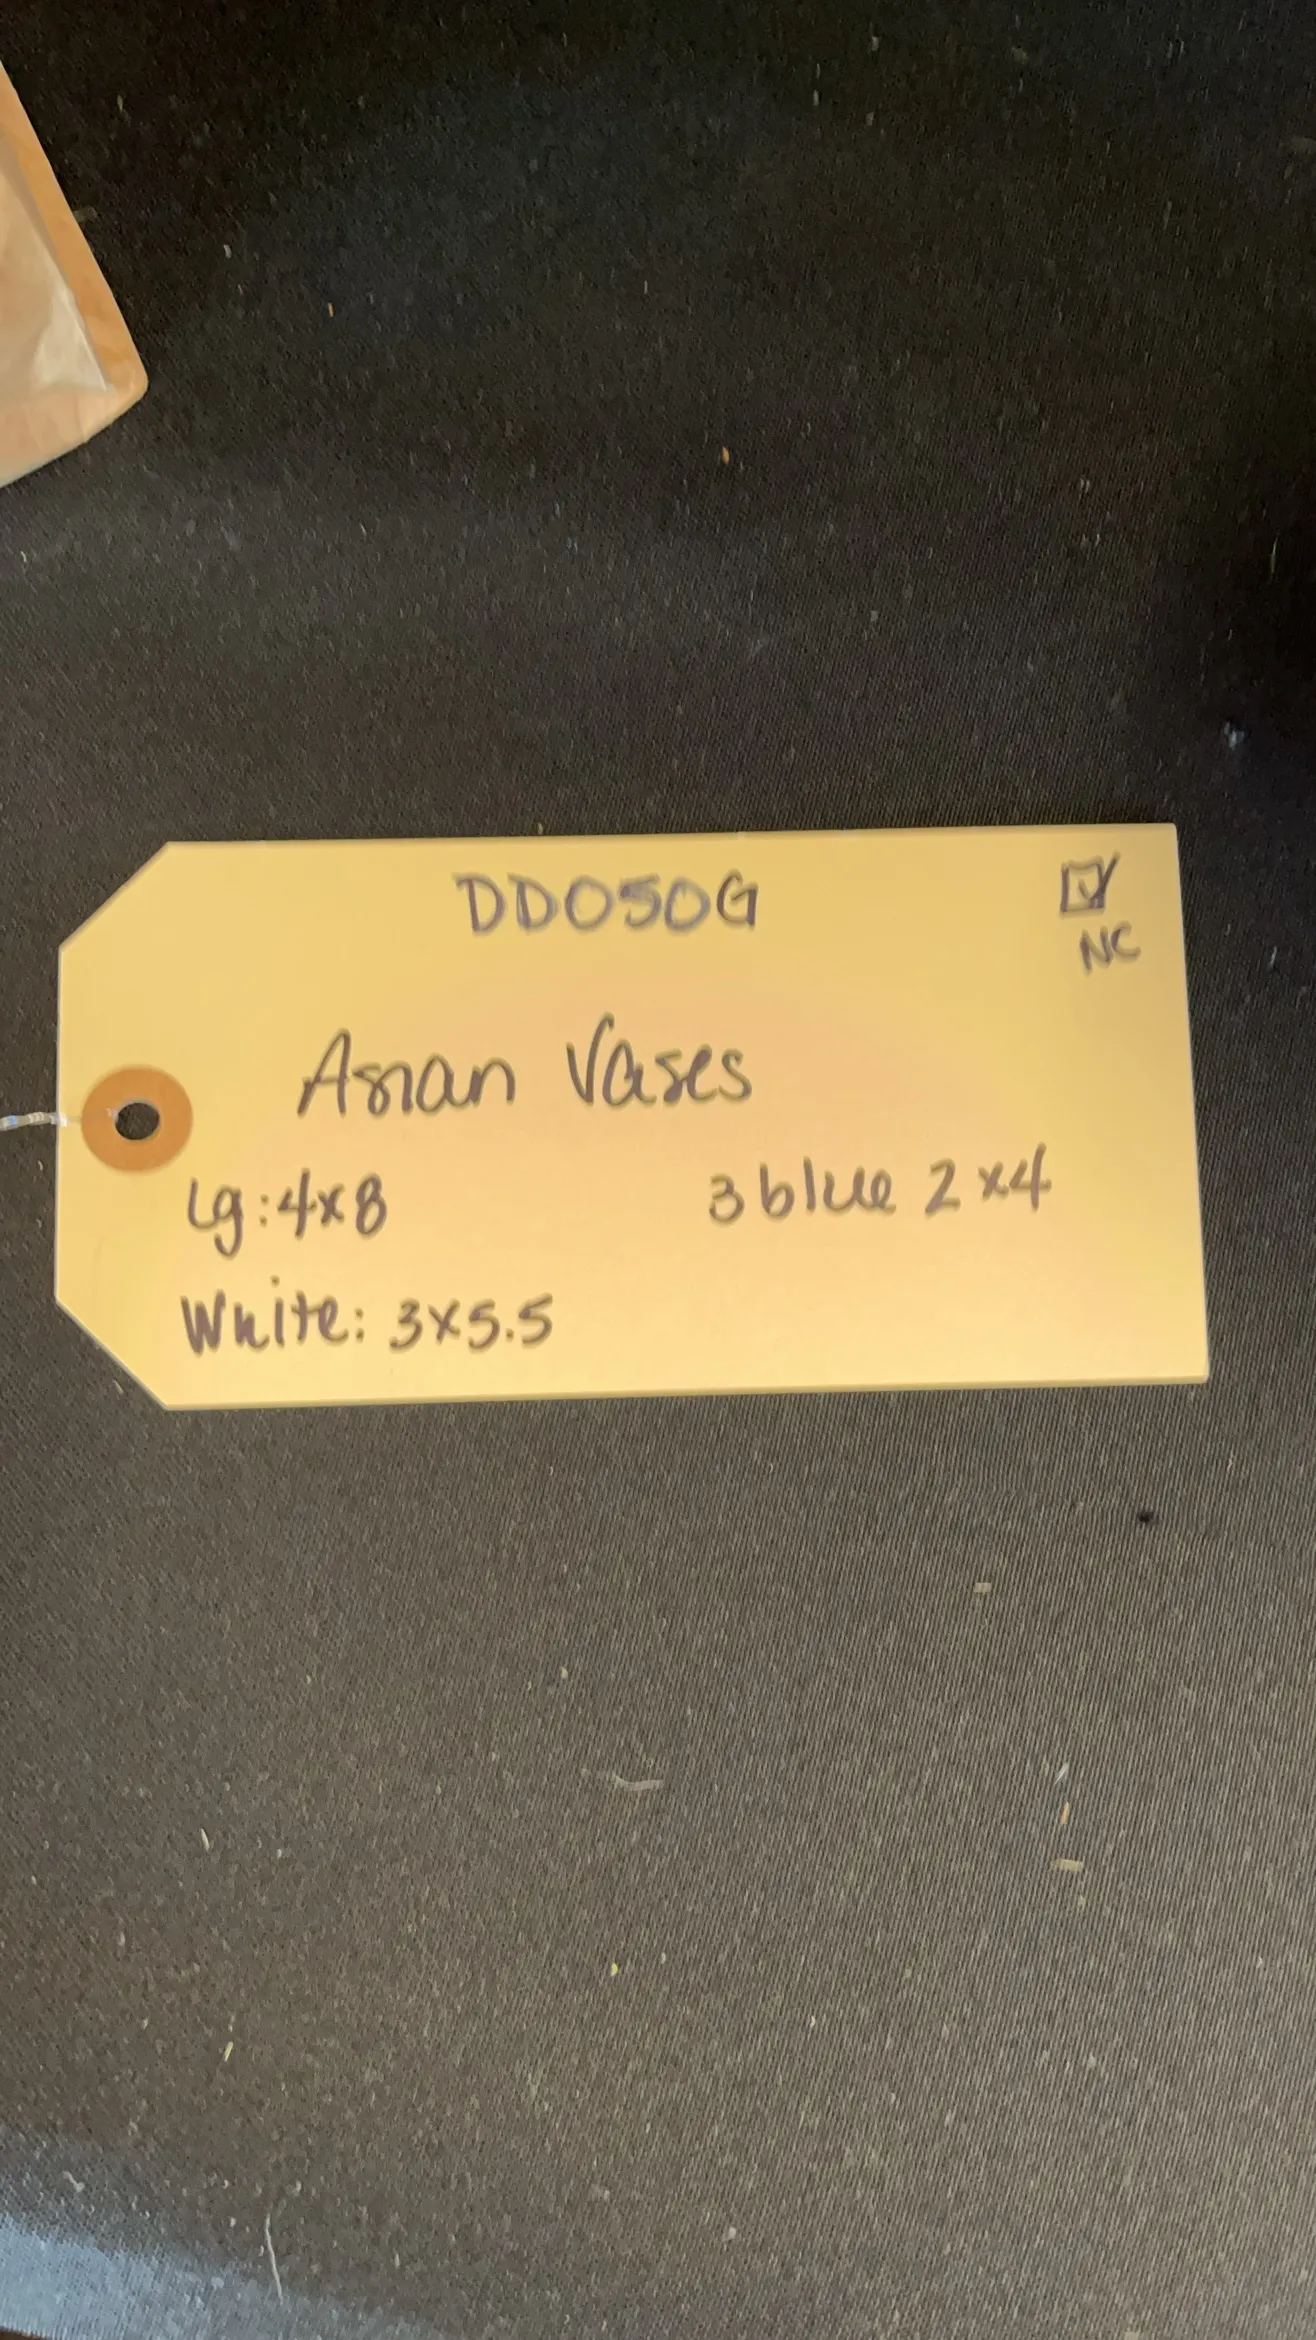 DD050G
☑
NC
Asian Vases
Lg: 4x8
3 blue 2x4
White: 3x5.5